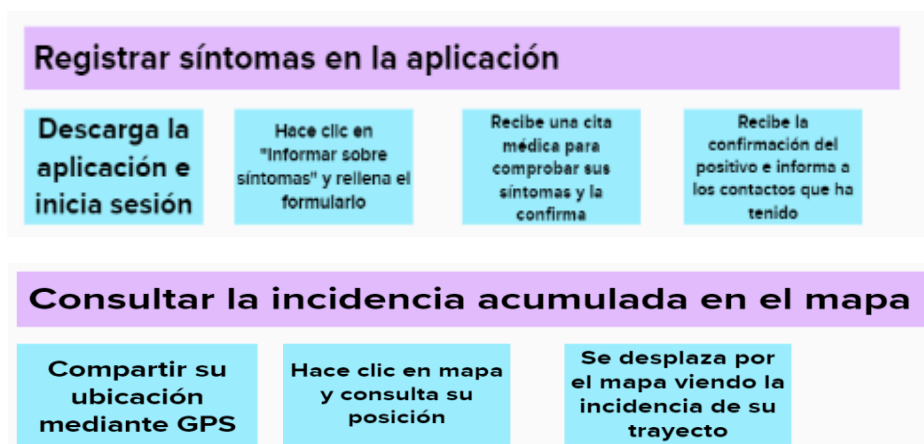 Registrar síntomas en la aplicación
Descarga la
aplicación e
inicia sesión
Hace clic en
"Informar sobre
síntomas" y rellena el
formulario
Recibe una cita
médica para
comprobar sus
síntomas y la
confirma
Recibe la
confirmación del
positivo e informa a
los contactos que ha
tenido
Consultar la incidencia acumulada en el mapa
Compartir su
ubicación
mediante GPS
Hace clic en mapa
y consulta su
posición
Se desplaza por
el mapa viendo la
incidencia de su
trayecto